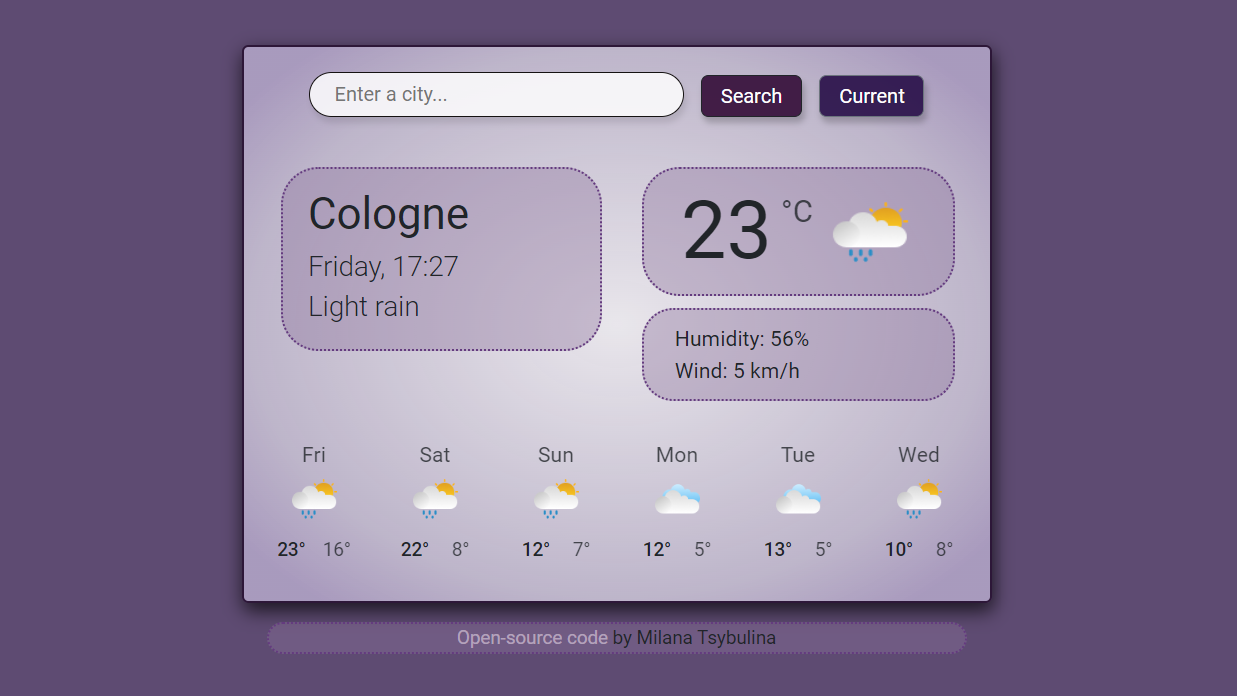 Enter a city...
Search
Current
Cologne
Friday, 17:27
Light rain
23 °C
Humidity: 56%
Wind: 5 km/h
Fri Sat Sun Mon Tue Wed
23° 16° 22° 8° 12° 7° 12° 5° 13° 5° 10° 8°
Open-source code by Milana Tsybulina